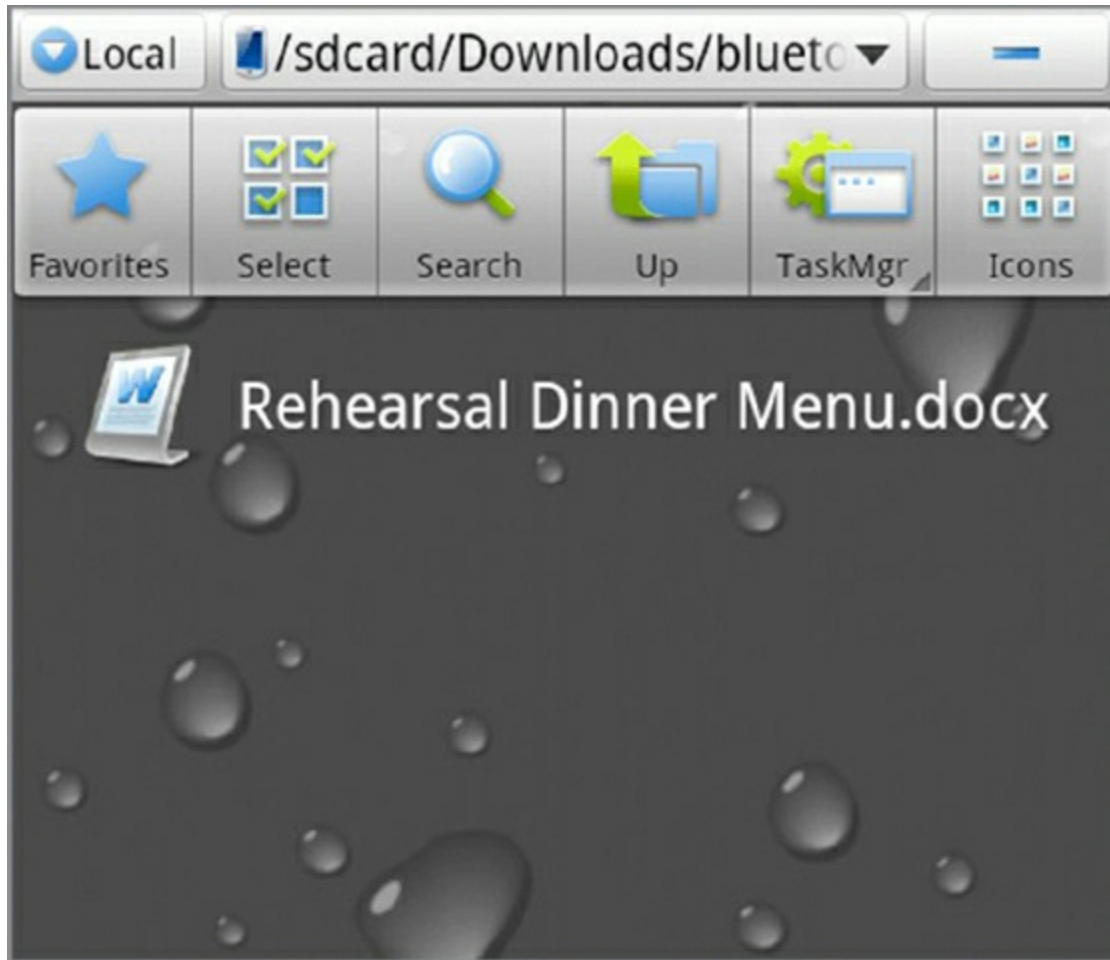 Local /sdcard/Downloads/blueto
Favorites Select Search Up TaskMgr Icons
W Rehearsal Dinner Menu.docx